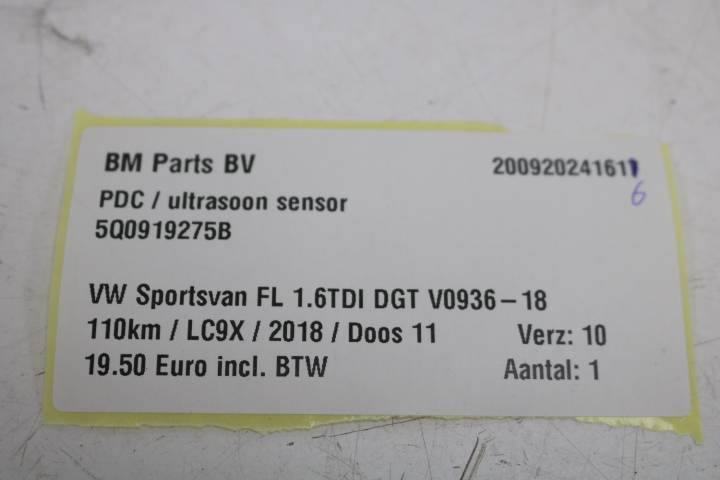 BM Parts BV 200920241611
6
PDC / ultrasoon sensor
5Q0919275B
VW Sportsvan FL 1.6TDI DGT V0936-18
110km / LC9X / 2018 / Doos 11 Verz: 10
19.50 Euro incl. BTW Aantal: 1